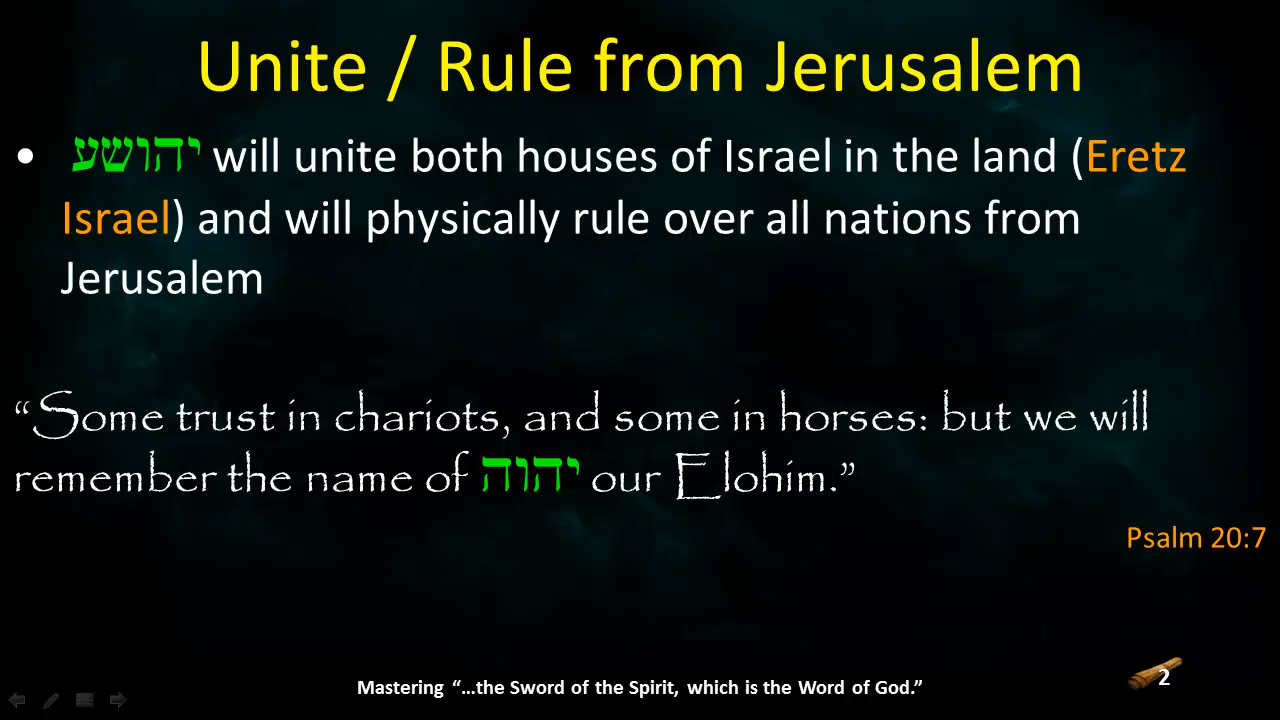 Unite / Rule from Jerusalem
• יהושע will unite both houses of Israel in the land (Eretz
Israel) and will physically rule over all nations from
Jerusalem
“Some trust in chariots, and some in horses: but we will
remember the name of יהוה our Elohim.”
Psalm 20:7
Mastering “...the Sword of the Spirit, which is the Word of God.”
2